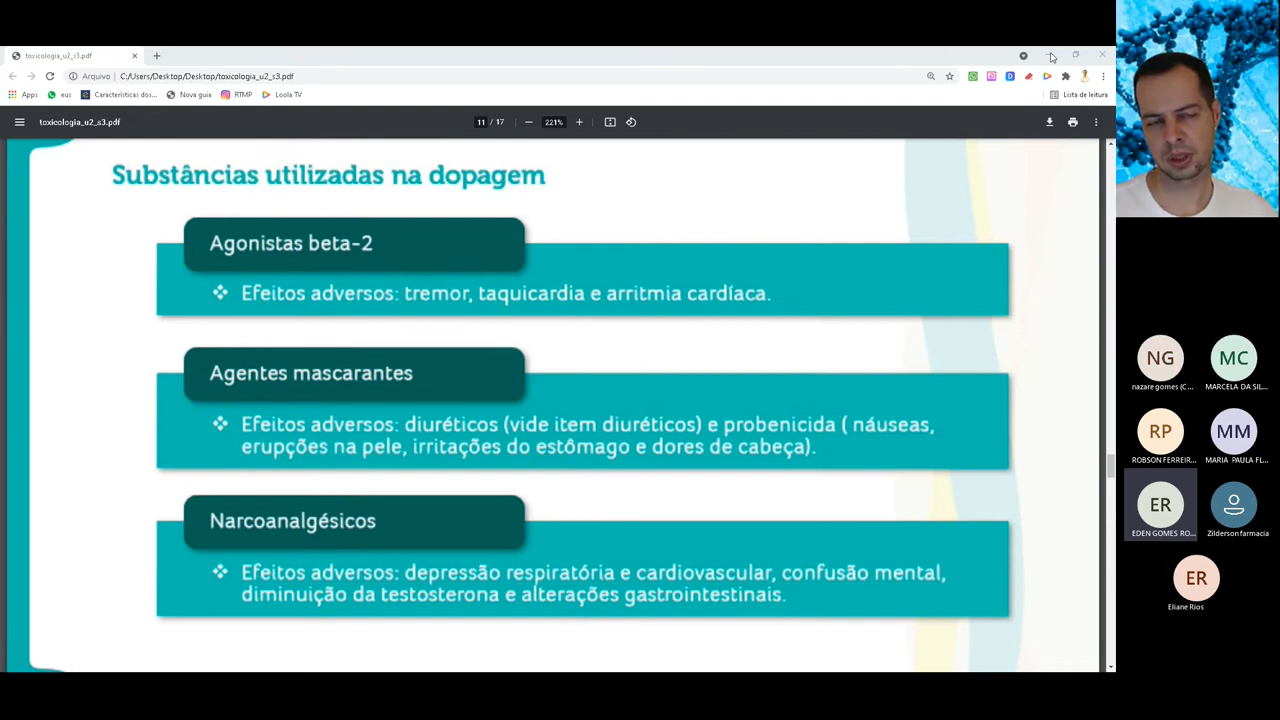 toxicologia_u2_s3.pdf
Arquivo
C:/Users/Desktop/Desktop/toxicologia_u2_s3.pdf
Apps
eus
Características dos...
Nova guia
RTMP
Loola TV
Lista de leitura
toxicologia_u2_s3.pdf
11 / 17
221%
Substâncias utilizadas na dopagem
Agonistas beta-2
❖ Efeitos adversos: tremor, taquicardia e arritmia cardíaca.
Agentes mascarantes
❖ Efeitos adversos: diuréticos (vide item diuréticos) e probenicida ( náuseas,
erupções na pele, irritações do estômago e dores de cabeça).
Narcoanalgésicos
❖ Efeitos adversos: depressão respiratória e cardiovascular, confusão mental,
diminuição da testosterona e alterações gastrointestinais.
NG
nazare gomes (C...
MC
MARCELA DA SIL...
RP
ROBSON FERREIR...
MM
MARIA PAULA FL...
ER
EDEN GOMES RO...
Zilderson farmacia
ER
Eliane Rios